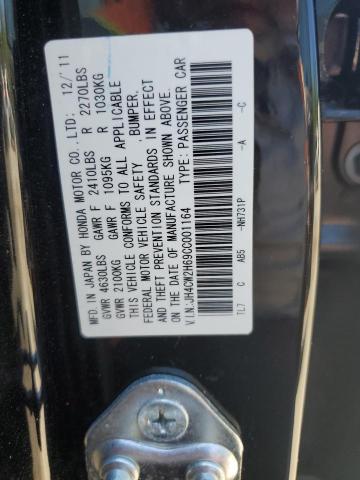 MFD. IN JAPAN BY HONDA MOTOR CO., LTD: 12/11
GVWR 4630LBS GAWR F 2410LBS R 2270LBS
GVWR 2100KG GAWR F 1095KG R 1030KG
THIS VEHICLE CONFORMS TO ALL APPLICABLE
FEDERAL MOTOR VEHICLE SAFETY, BUMPER,
AND THEFT PREVENTION STANDARDS IN EFFECT
ON THE DATE OF MANUFACTURE SHOWN ABOVE.
V.I.N:JH4CW2H69CC001164 TYPE:PASSENGER CAR
TL7 C AB5 -NH731P -A -C